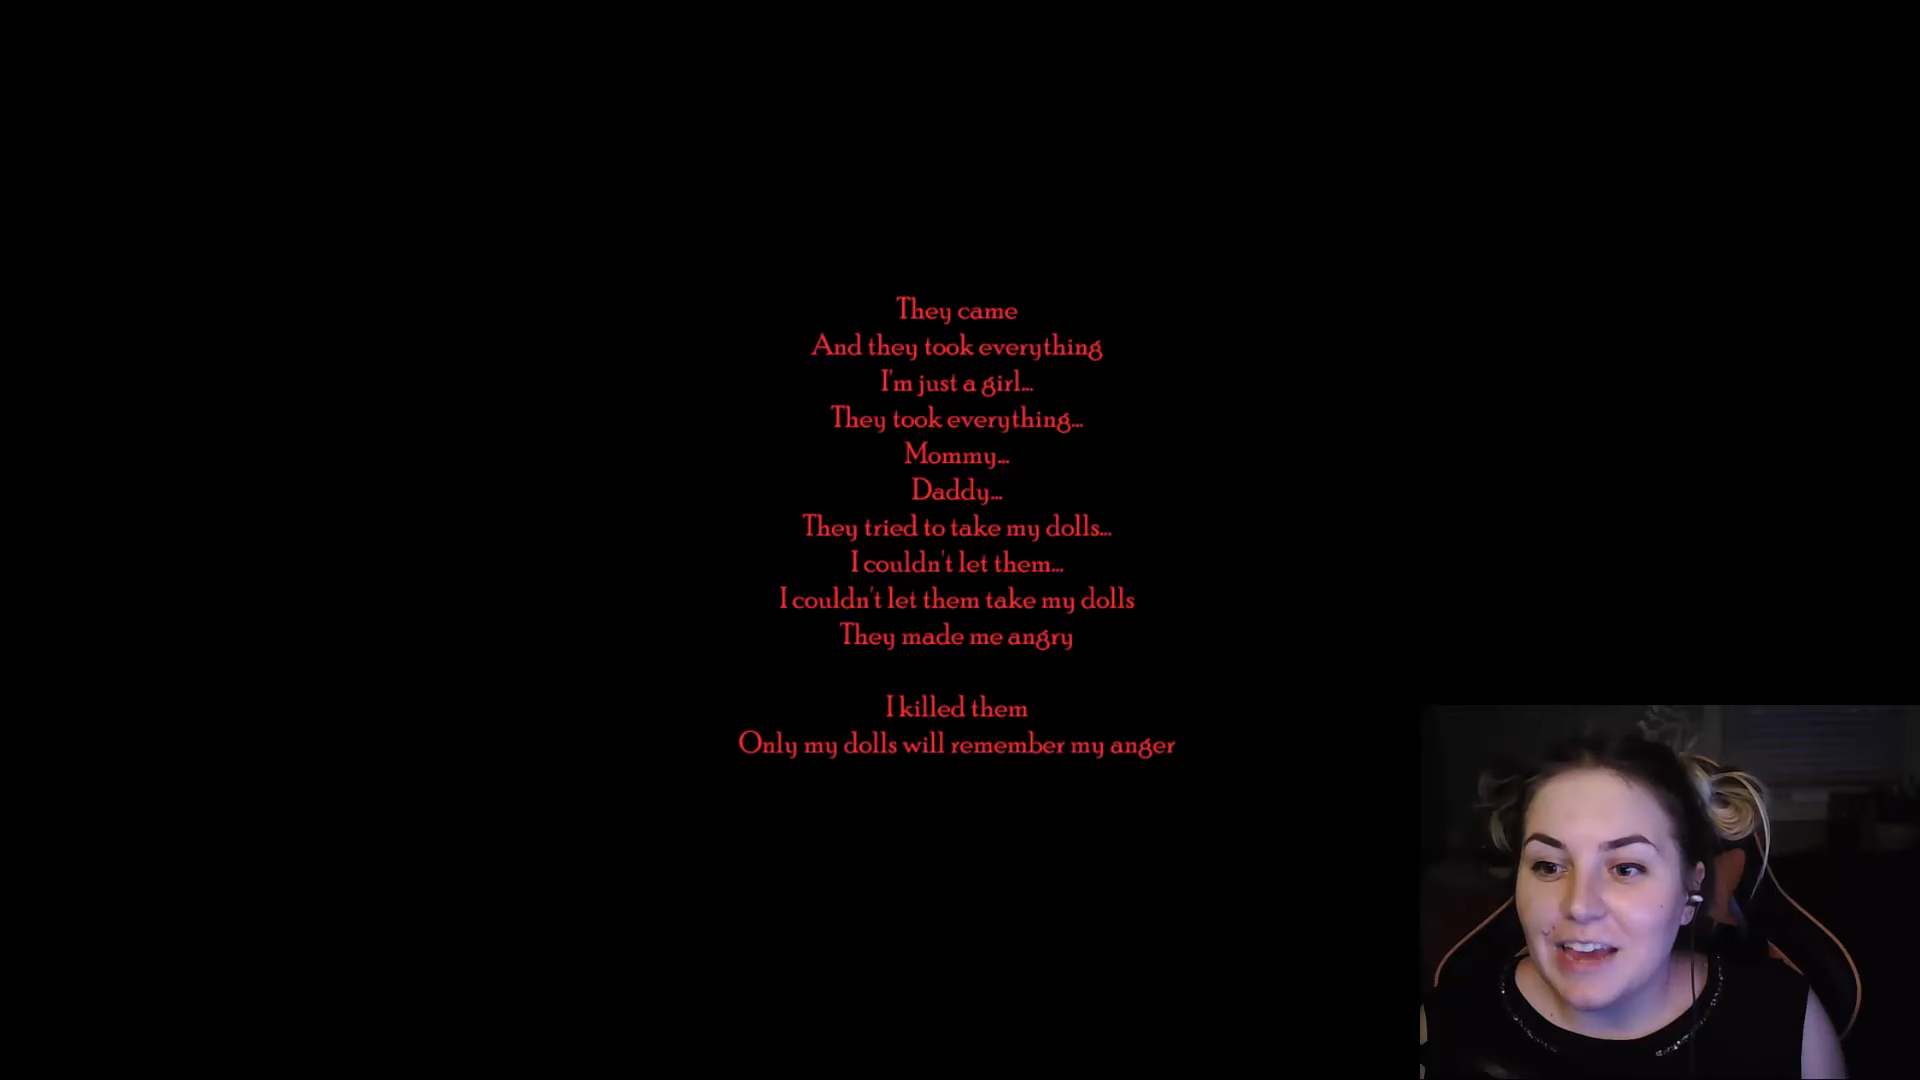 They came
And they took everything
I'm just a girl...
They took everything...
Mommy...
Daddy...
They tried to take my dolls...
I couldn't let them...
I couldn't let them take my dolls
They made me angry
I killed them
Only my dolls will remember my anger